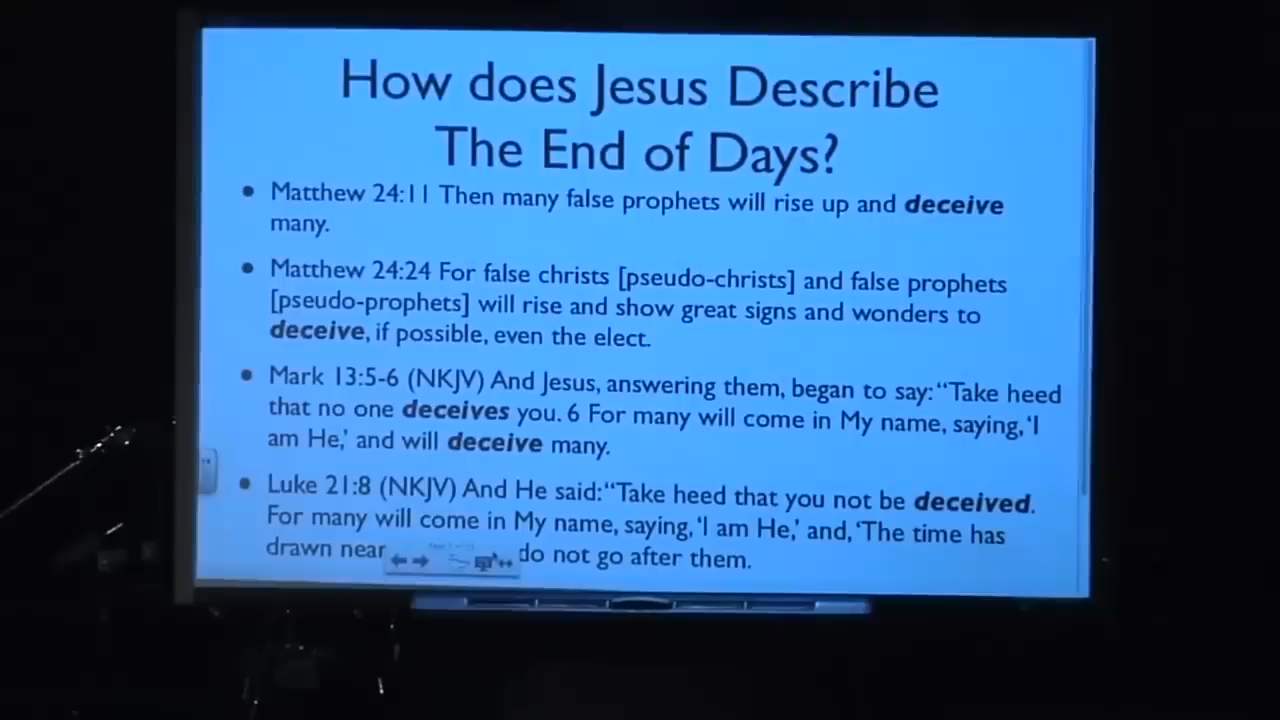 How does Jesus Describe
The End of Days?
• Matthew 24:11 Then many false prophets will rise up and deceive
many.
• Matthew 24:24 For false christs [pseudo-christs] and false prophets
[pseudo-prophets] will rise and show great signs and wonders to
deceive, if possible, even the elect.
• Mark 13:5-6 (NKJV) And Jesus, answering them, began to say: “Take heed
that no one deceives you. 6 For many will come in My name, saying, ‘I
am He,’ and will deceive many.
• Luke 21:8 (NKJV) And He said: “Take heed that you not be deceived.
For many will come in My name, saying, ‘I am He,’ and, ‘The time has
drawn near do not go after them.